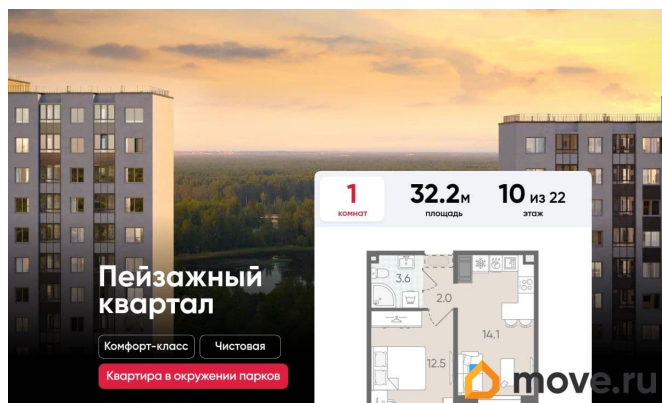 1
комнат
32.2м
площадь
10 из 22
этаж
Пейзажный
квартал
Комфорт-класс
Чистовая
Квартира в окружении парков
3.6
2.0
14.1
12.5
move.ru